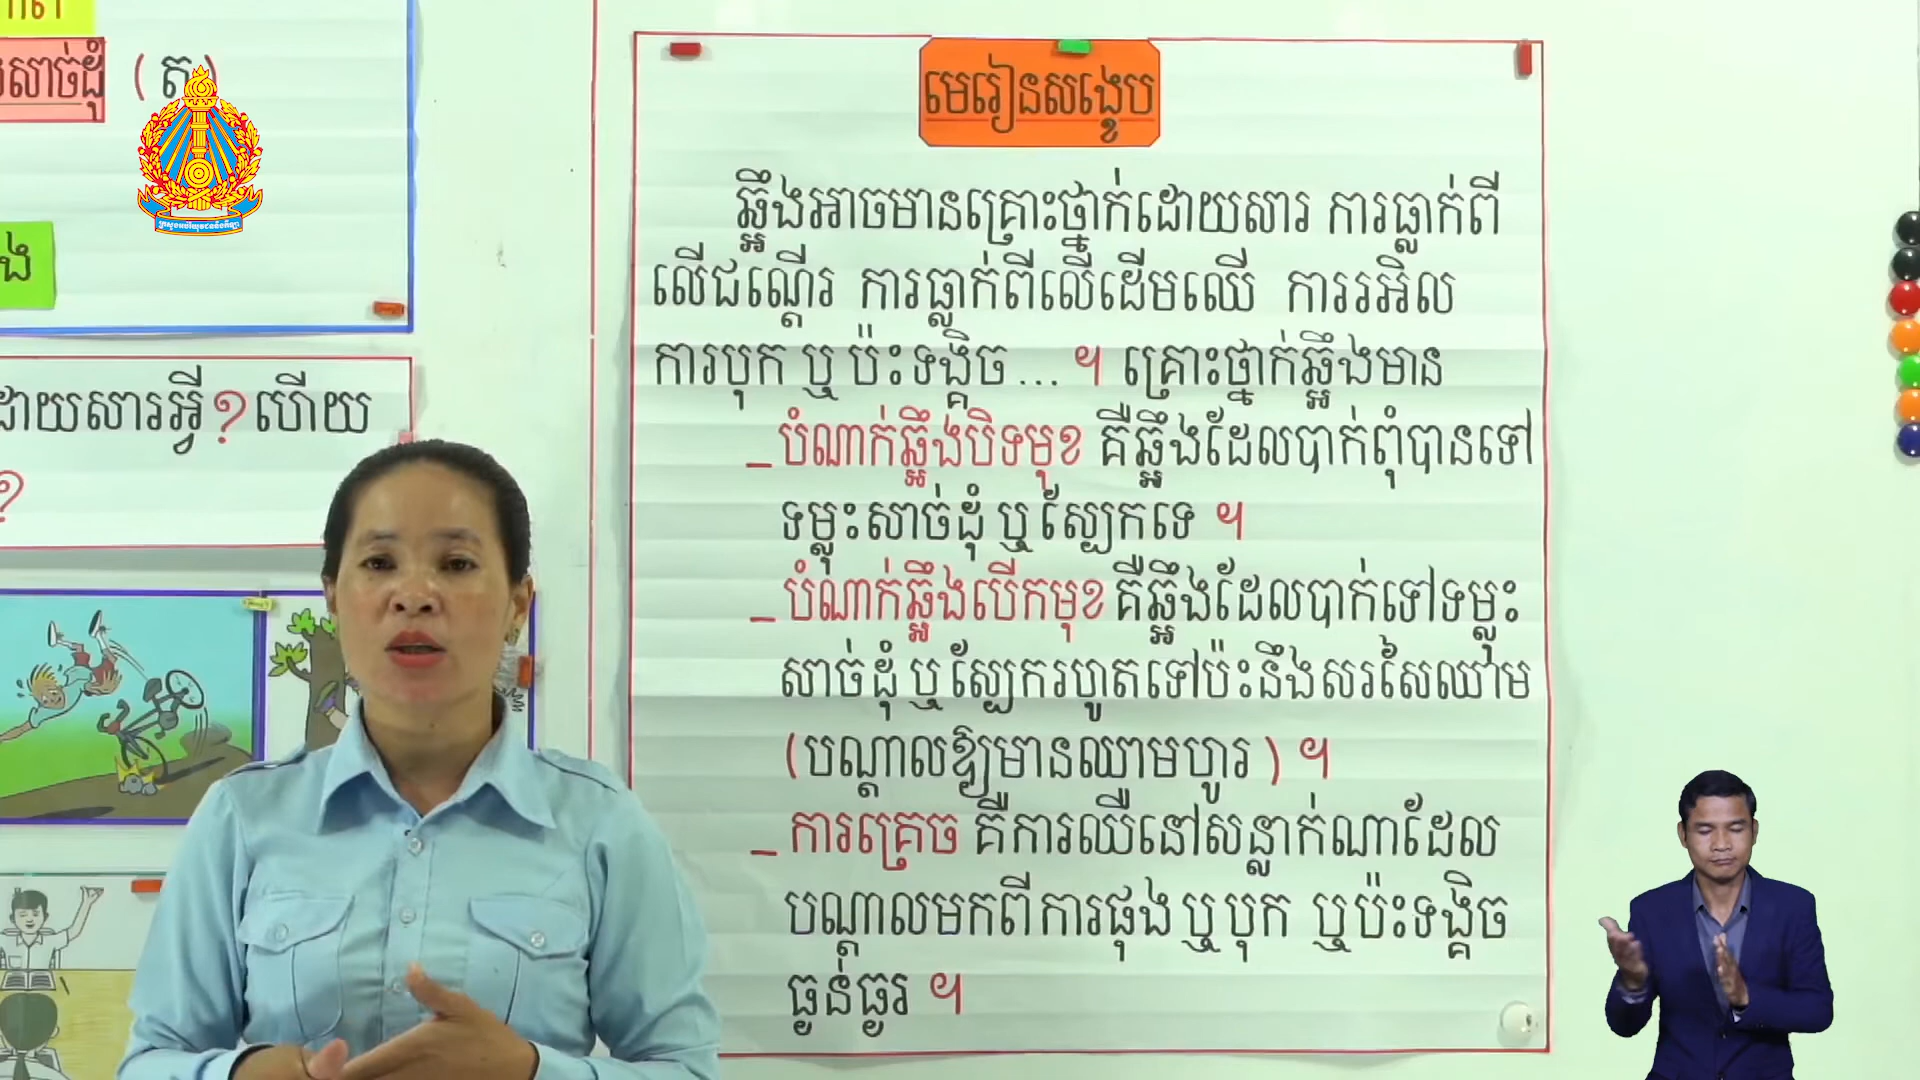 សាច់ដុំ ( ត )
ង
ដោយសារអ្វី ? ហើយ
?
មេរៀនសង្ខេប
ឆ្អឹងអាចមានគ្រោះថ្នាក់ដោយសារ ការធ្លាក់ពី
លើជណ្ដើរ ការធ្លាក់ពីលើដើមឈើ ការរអិល
ការបុក ឬ ប៉ះទង្គិច ... ។ គ្រោះថ្នាក់ឆ្អឹងមាន
_ បំណាក់ឆ្អឹងបិទមុខ គឺឆ្អឹងដែលបាក់ពុំបានទៅ
ទម្លុះសាច់ដុំ ឬ ស្បែកទេ ។
_ បំណាក់ឆ្អឹងបើកមុខ គឺឆ្អឹងដែលបាក់ទៅទម្លុះ
សាច់ដុំ ឬ ស្បែករហូតទៅប៉ះនឹងសរសៃឈាម
( បណ្ដាលឱ្យមានឈាមហូរ ) ។
_ ការគ្រេច គឺការឈឺនៅសន្លាក់ណាដែល
បណ្ដាលមកពីការផុង ឬ បុក ឬប៉ះទង្គិច
ធ្ងន់ធ្ងរ ។